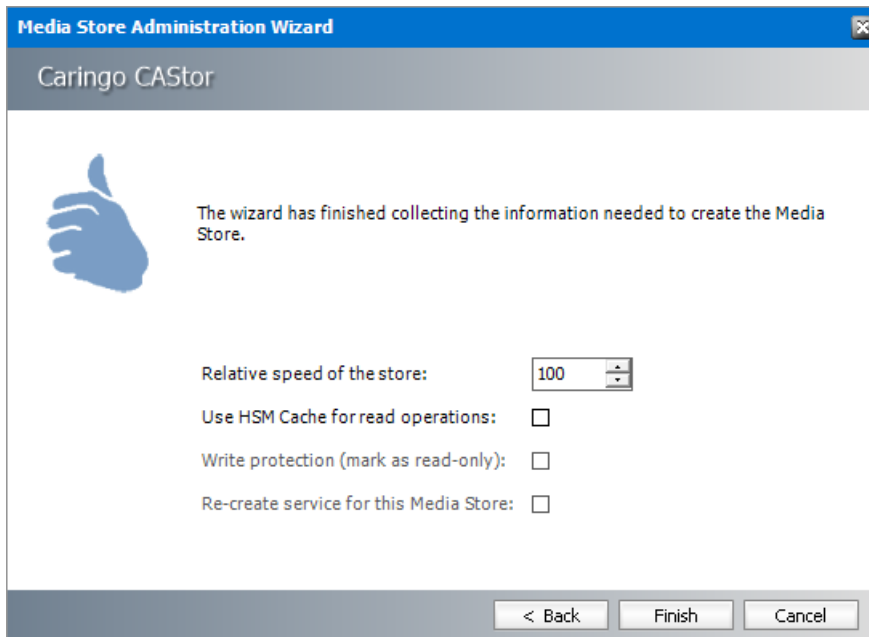 Media Store Administration Wizard
Caringo CAStor
The wizard has finished collecting the information needed to create the Media
Store.
Relative speed of the store: 100
Use HSM Cache for read operations:
Write protection (mark as read-only):
Re-create service for this Media Store:
< Back Finish Cancel